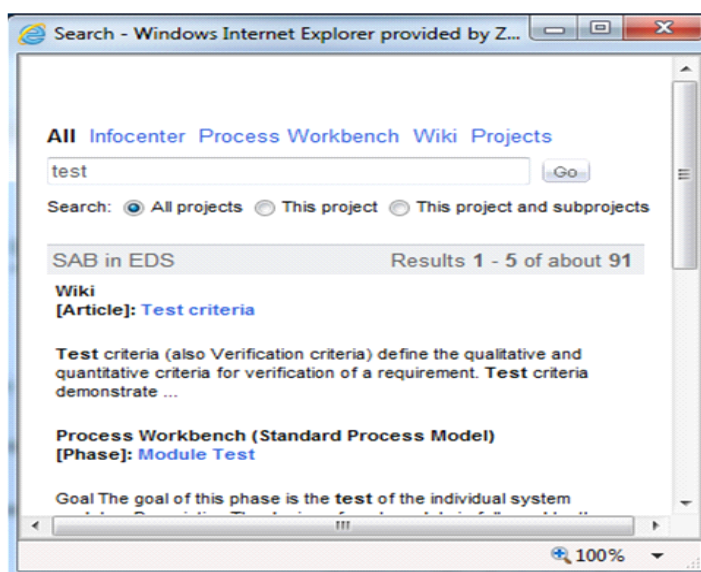 Search - Windows Internet Explorer provided by Z...
All Infocenter Process Workbench Wiki Projects
test Go
Search: All projects This project This project and subprojects
SAB in EDS Results 1 - 5 of about 91
Wiki
[Article]: Test criteria
Test criteria (also Verification criteria) define the qualitative and
quantitative criteria for verification of a requirement. Test criteria
demonstrate ...
Process Workbench (Standard Process Model)
[Phase]: Module Test
Goal The goal of this phase is the test of the individual system
100%